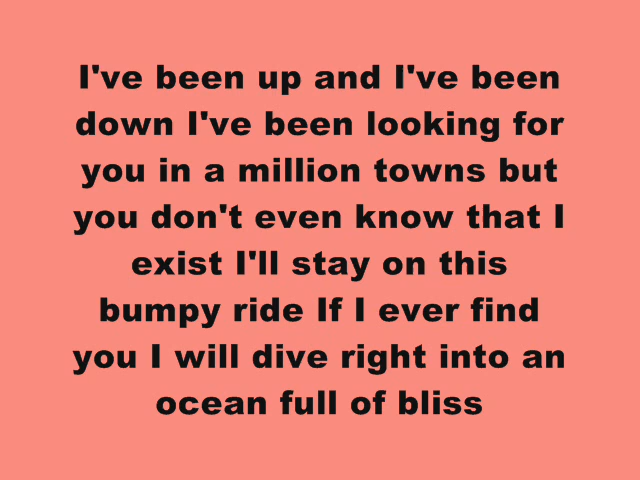 I've been up and I've been
down I've been looking for
you in a million towns but
you don't even know that I
exist I'll stay on this
bumpy ride If I ever find
you I will dive right into an
ocean full of bliss